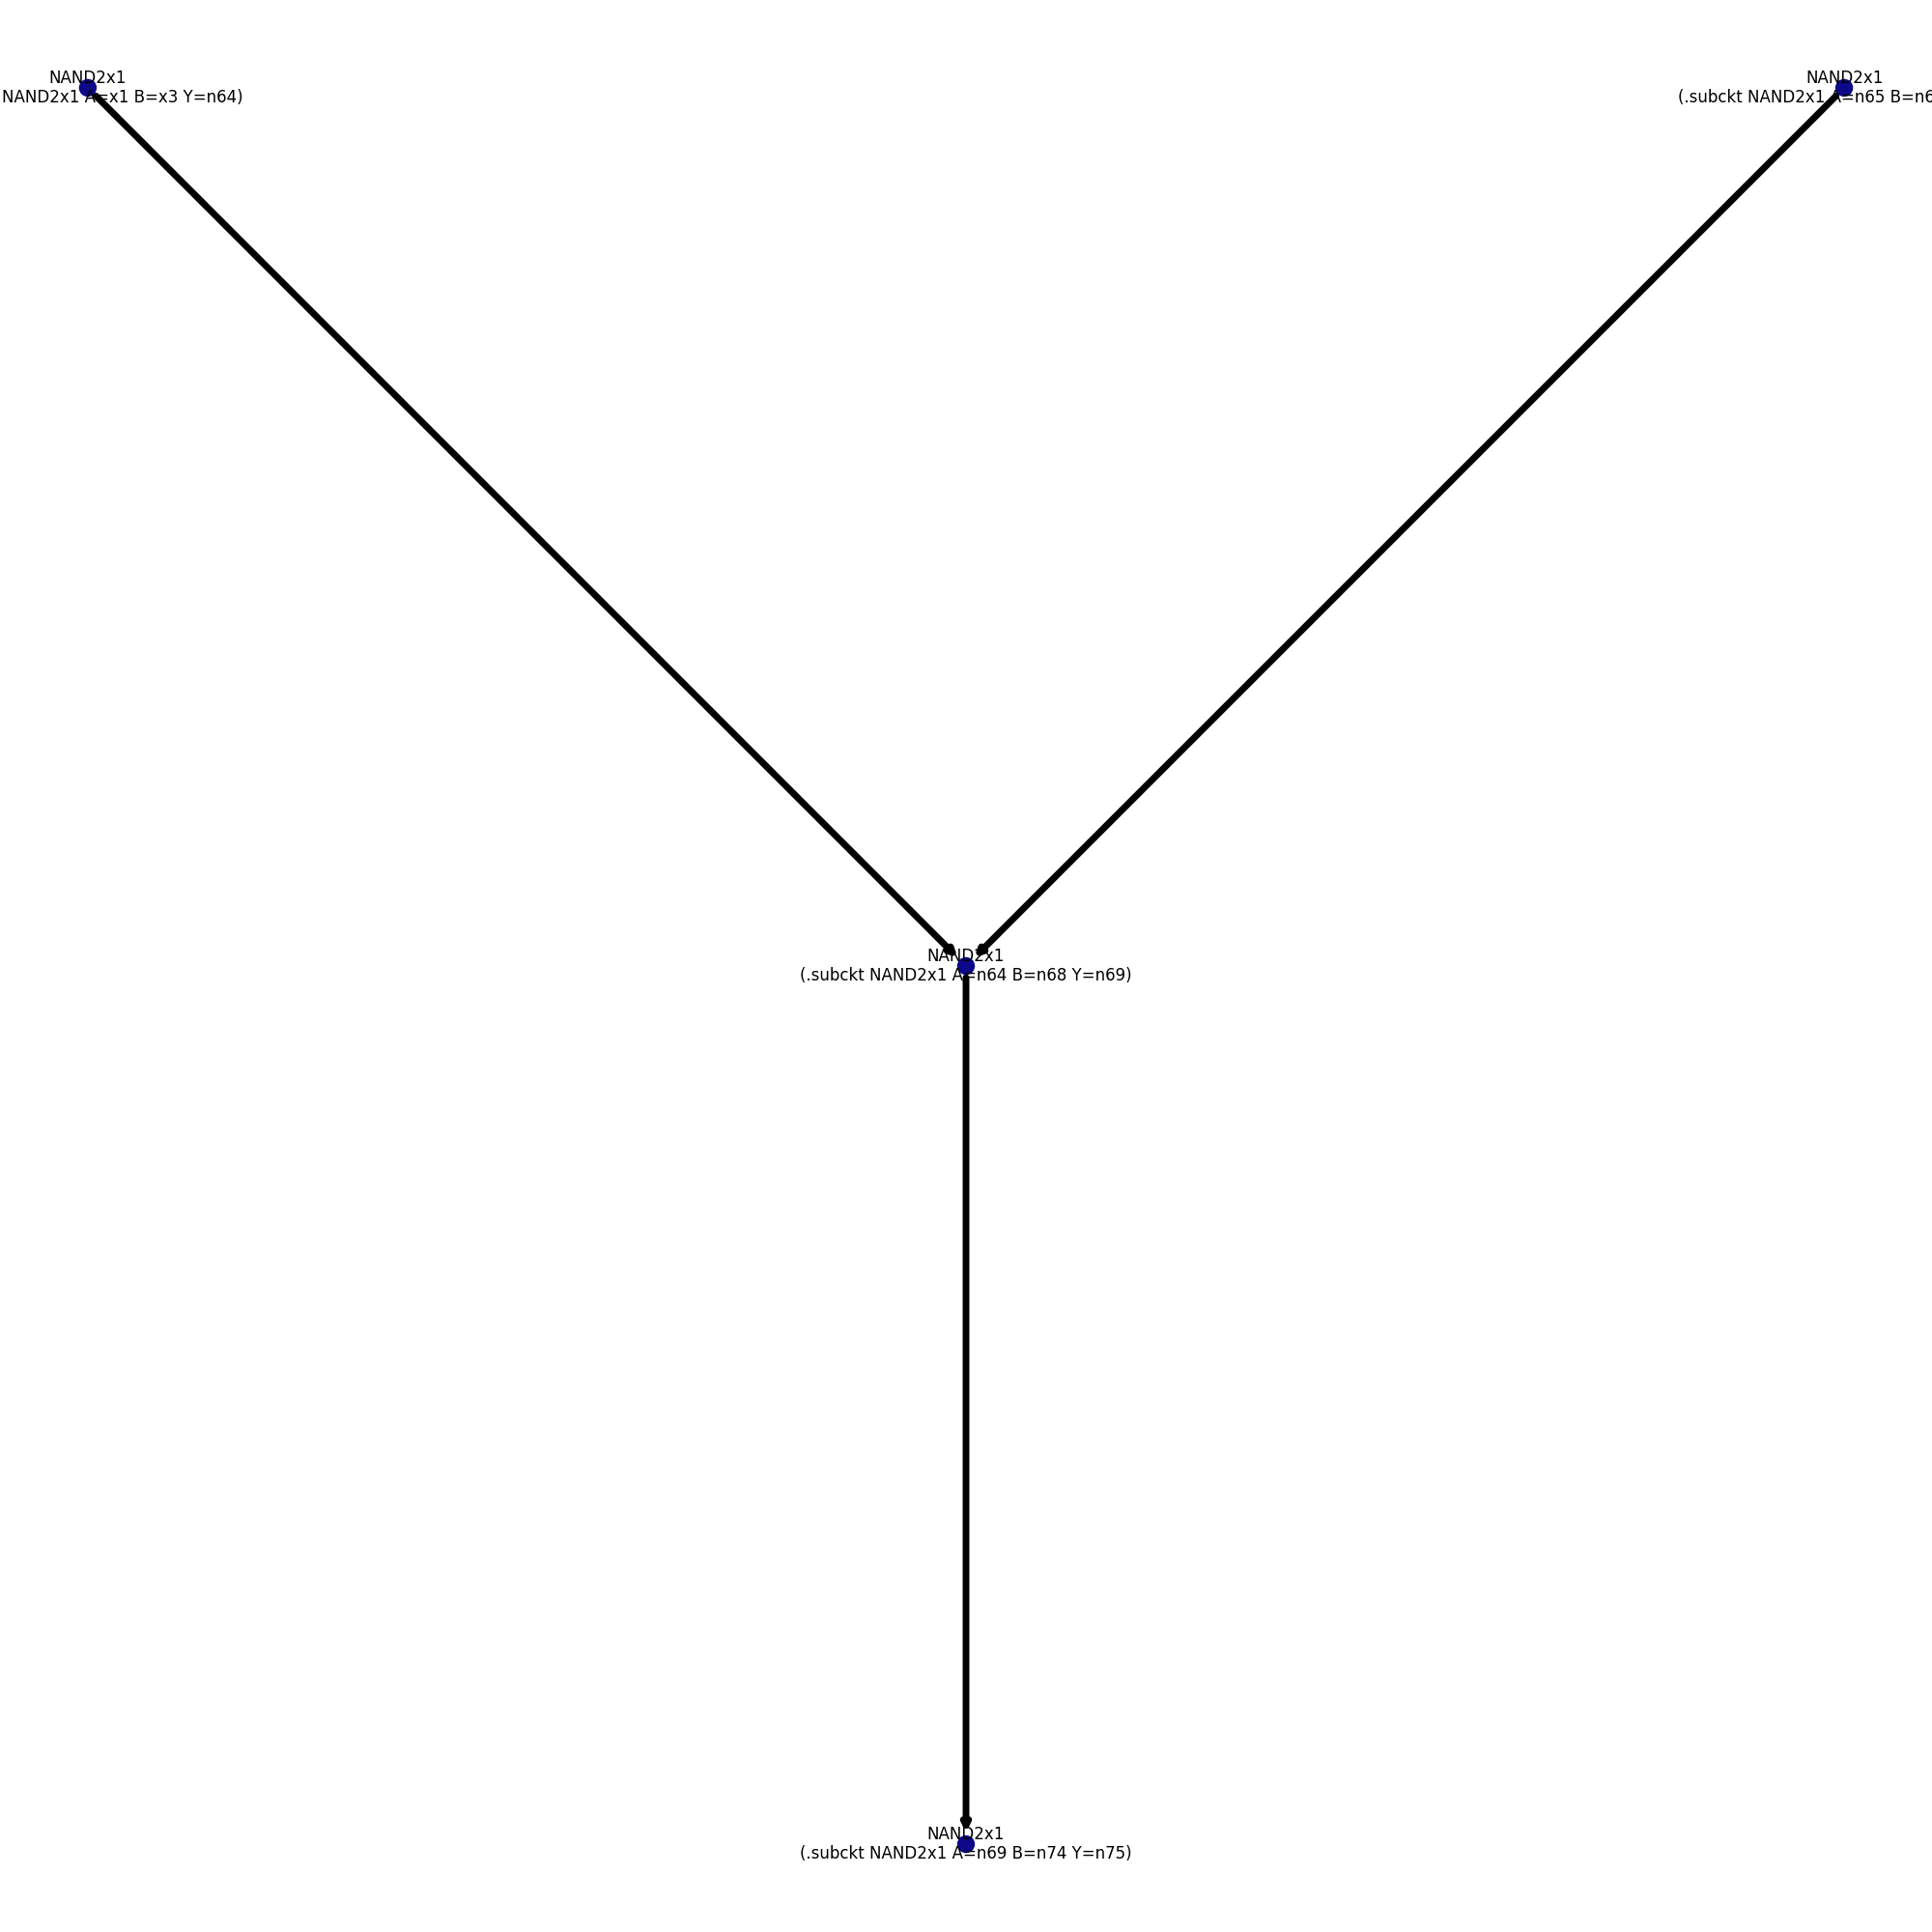 NAND2x1
NAND2x1 A=x1 B=x3 Y=n64)
NAND2x1
(.subckt NAND2x1 A=n65 B=n6
NAND2x1
(.subckt NAND2x1 A=n64 B=n68 Y=n69)
NAND2x1
(.subckt NAND2x1 A=n69 B=n74 Y=n75)